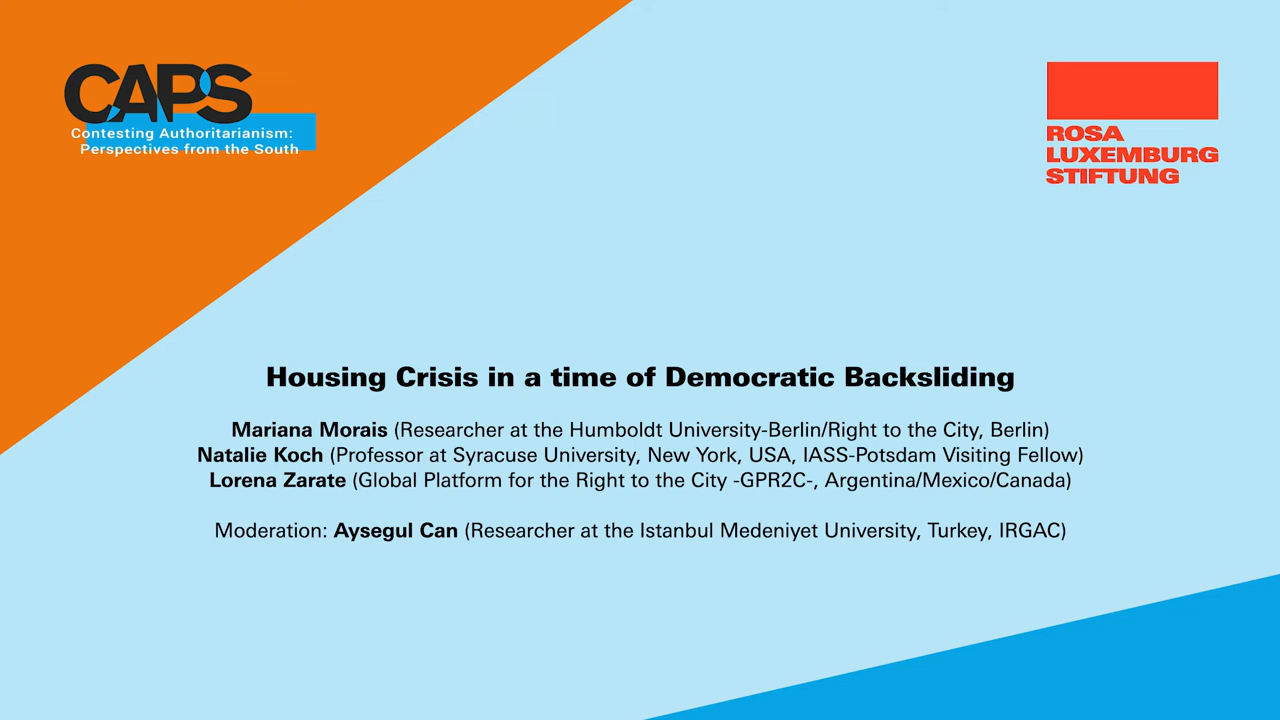 CAPS
Contesting Authoritarianism:
Perspectives from the South
ROSA
LUXEMBURG
STIFTUNG
Housing Crisis in a time of Democratic Backsliding
Mariana Morais (Researcher at the Humboldt University-Berlin/Right to the City, Berlin)
Natalie Koch (Professor at Syracuse University, New York, USA, IASS-Potsdam Visiting Fellow)
Lorena Zarate (Global Platform for the Right to the City -GPR2C-, Argentina/Mexico/Canada)
Moderation: Aysegul Can (Researcher at the Istanbul Medeniyet University, Turkey, IRGAC)